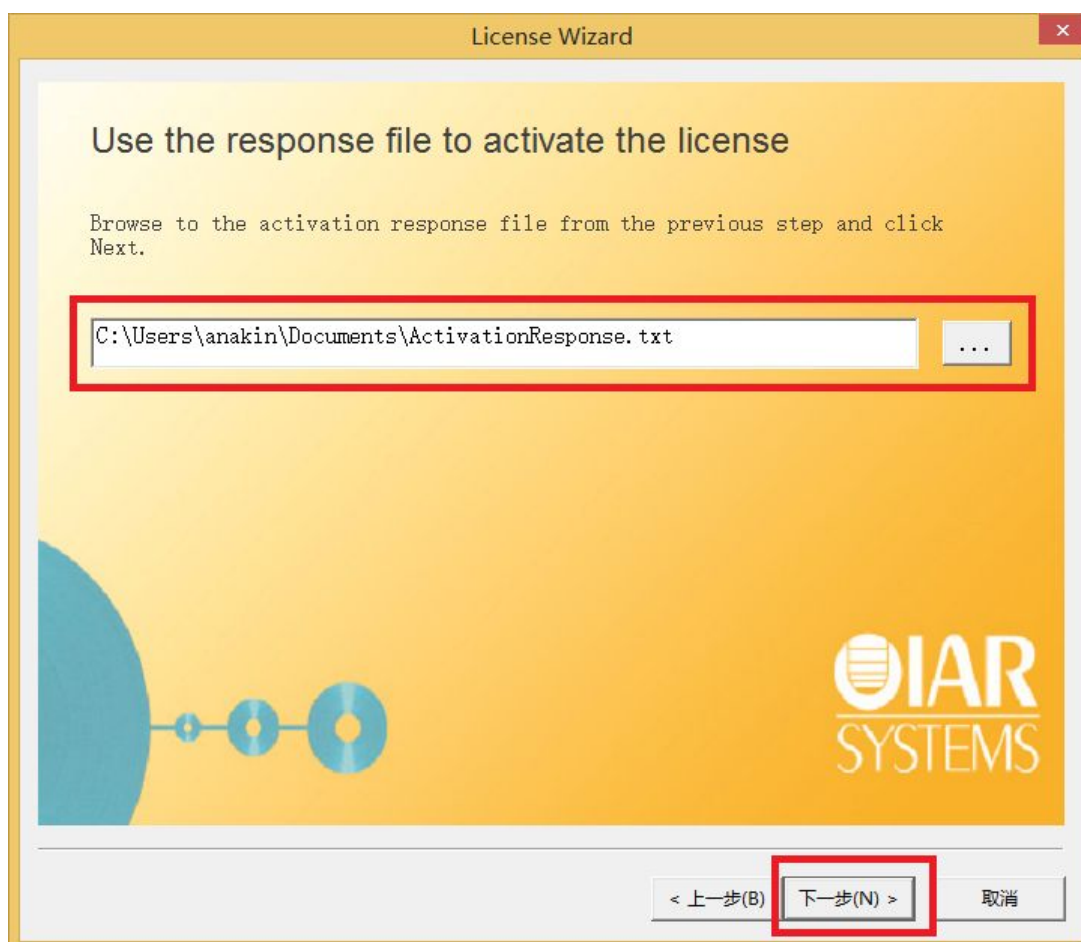 License Wizard
Use the response file to activate the license
Browse to the activation response file from the previous step and click
Next.
C:\Users\anakin\Documents\ActivationResponse.txt
...
IAR
SYSTEMS
< 上一步(B)
下一步(N) >
取消